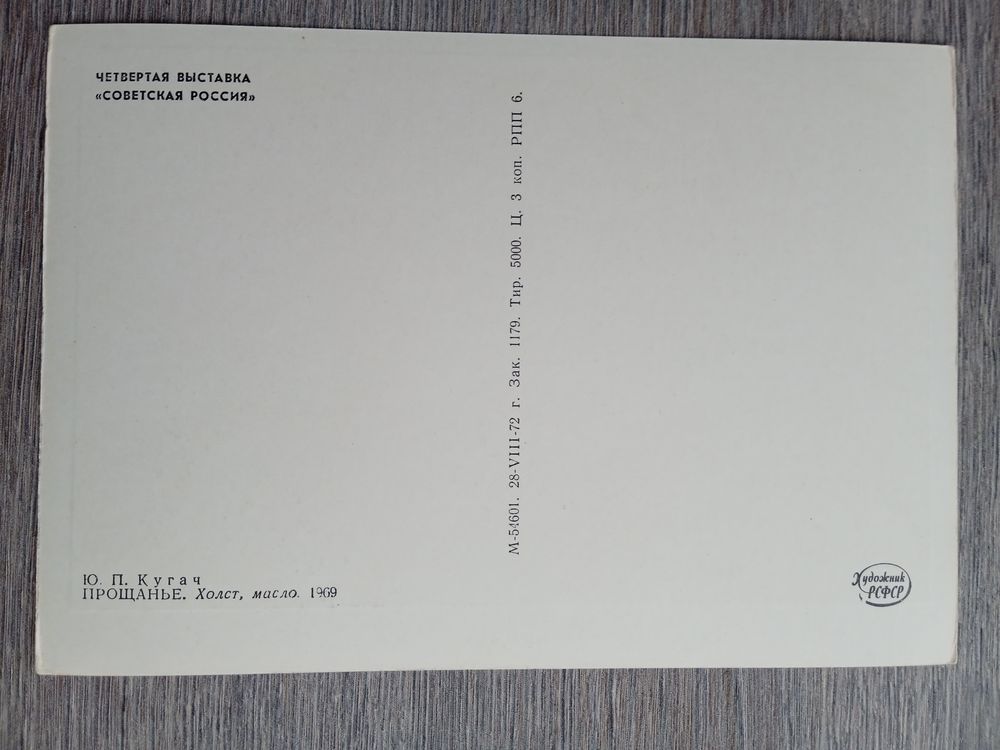 ЧЕТВЕРТАЯ ВЫСТАВКА
«СОВЕТСКАЯ РОССИЯ»
М-54601. 28-VIII-72 г. Зак. 1179. Тир. 5000. Ц. 3 коп. РПП 6.
Ю. П. Кугач
ПРОЩАНЬЕ. Холст, масло. 1969
Художник
РСФСР